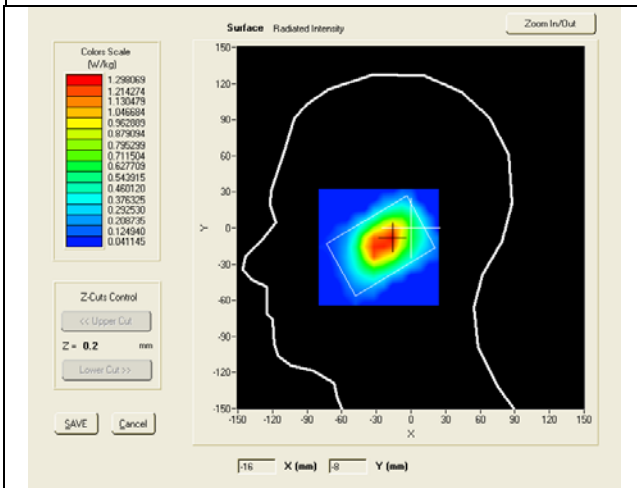 Surface Radiated Intensity
Zoom In/Out
Colors Scale
(W/kg)
1.298069
1.214274
1.130479
1.046684
0.962889
0.879094
0.795299
0.711504
0.627709
0.543915
0.460120
0.376325
0.292530
0.208735
0.124940
0.041145
Z-Cuts Control
<< Upper Cut
Z = 0.2 mm
Lower Cut >>
SAVE Cancel
150
120
90
60
30
0
-30
-60
-90
-120
-150
Y
-150 -120 -90 -60 -30 0 30 60 90 120 150
X
-16 X (mm) -8 Y (mm)